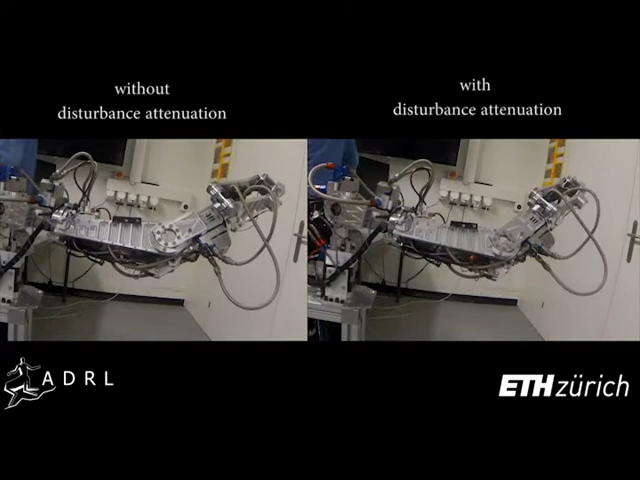 without
disturbance attenuation
with
disturbance attenuation
ADRL
ETH zürich